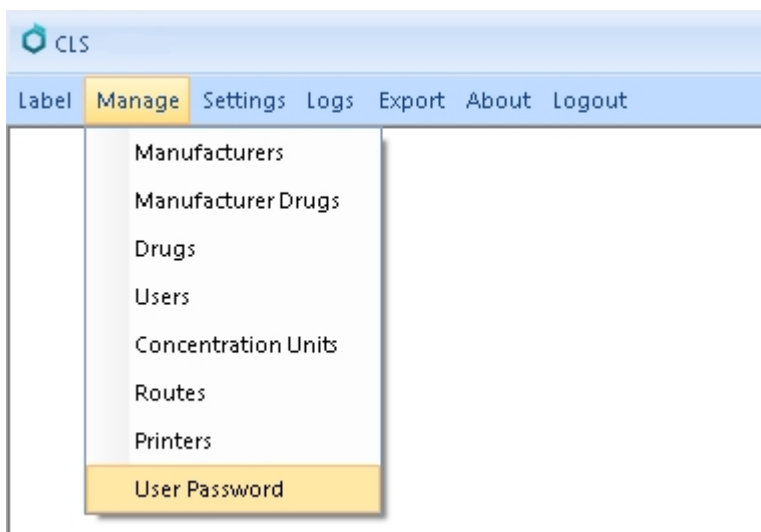 CLS
Label Manage Settings Logs Export About Logout
Manufacturers
Manufacturer Drugs
Drugs
Users
Concentration Units
Routes
Printers
User Password